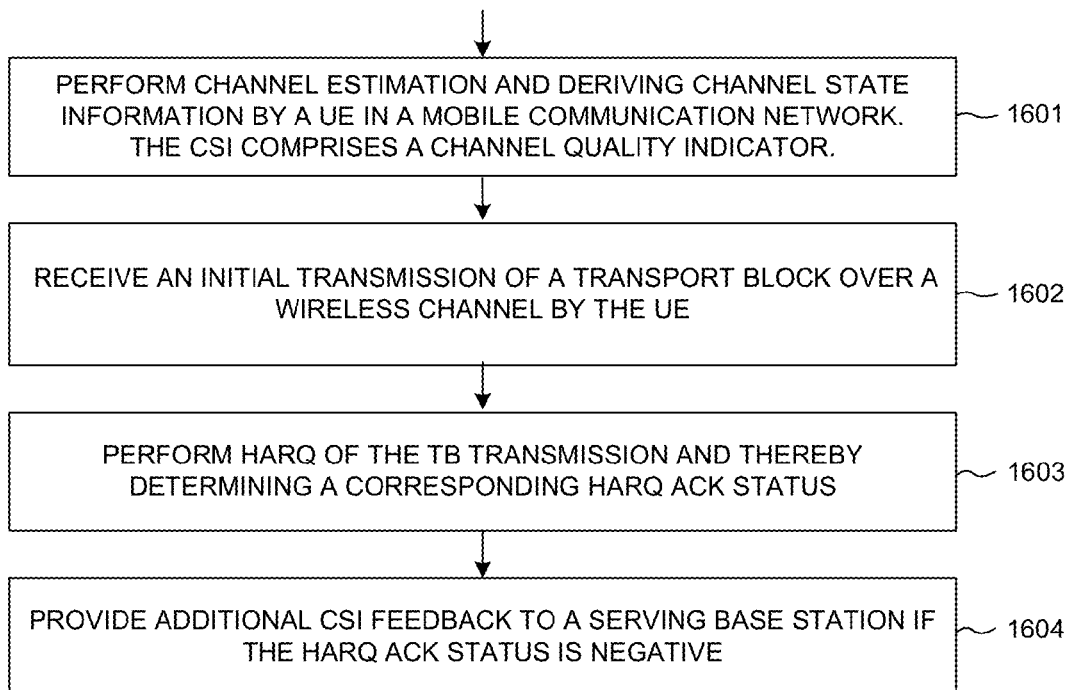 PERFORM CHANNEL ESTIMATION AND DERIVING CHANNEL STATE
INFORMATION BY A UE IN A MOBILE COMMUNICATION NETWORK.
THE CSI COMPRISES A CHANNEL QUALITY INDICATOR.
1601
RECEIVE AN INITIAL TRANSMISSION OF A TRANSPORT BLOCK OVER A
WIRELESS CHANNEL BY THE UE
1602
PERFORM HARQ OF THE TB TRANSMISSION AND THEREBY
DETERMINING A CORRESPONDING HARQ ACK STATUS
1603
PROVIDE ADDITIONAL CSI FEEDBACK TO A SERVING BASE STATION IF
THE HARQ ACK STATUS IS NEGATIVE
1604